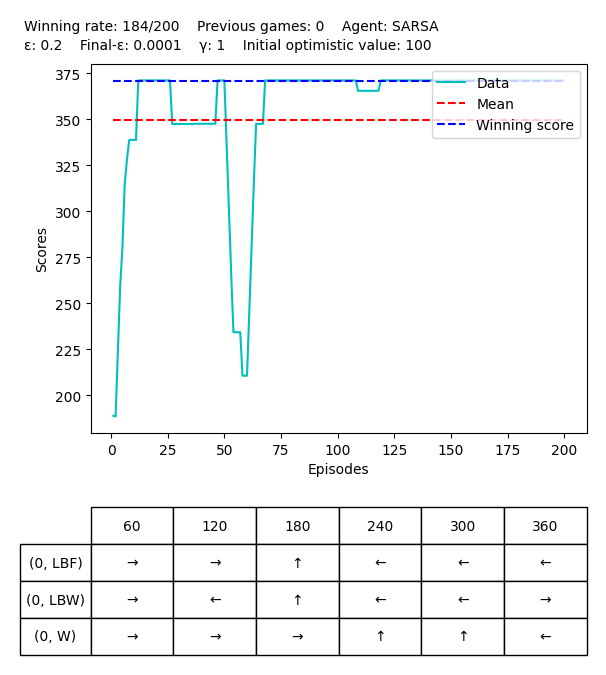 Winning rate: 184/200    Previous games: 0    Agent: SARSA
ε: 0.2    Final-ε: 0.0001    γ: 1    Initial optimistic value: 100
375
350
325
300
275
250
225
200
Scores
Data
Mean
Winning score
0 25 50 75 100 125 150 175 200
Episodes
60 120 180 240 300 360
(0, LBF) → → ↑ ← ← ←
(0, LBW) → ← ↑ ← ← →
(0, W) → → → ↑ ↑ ←